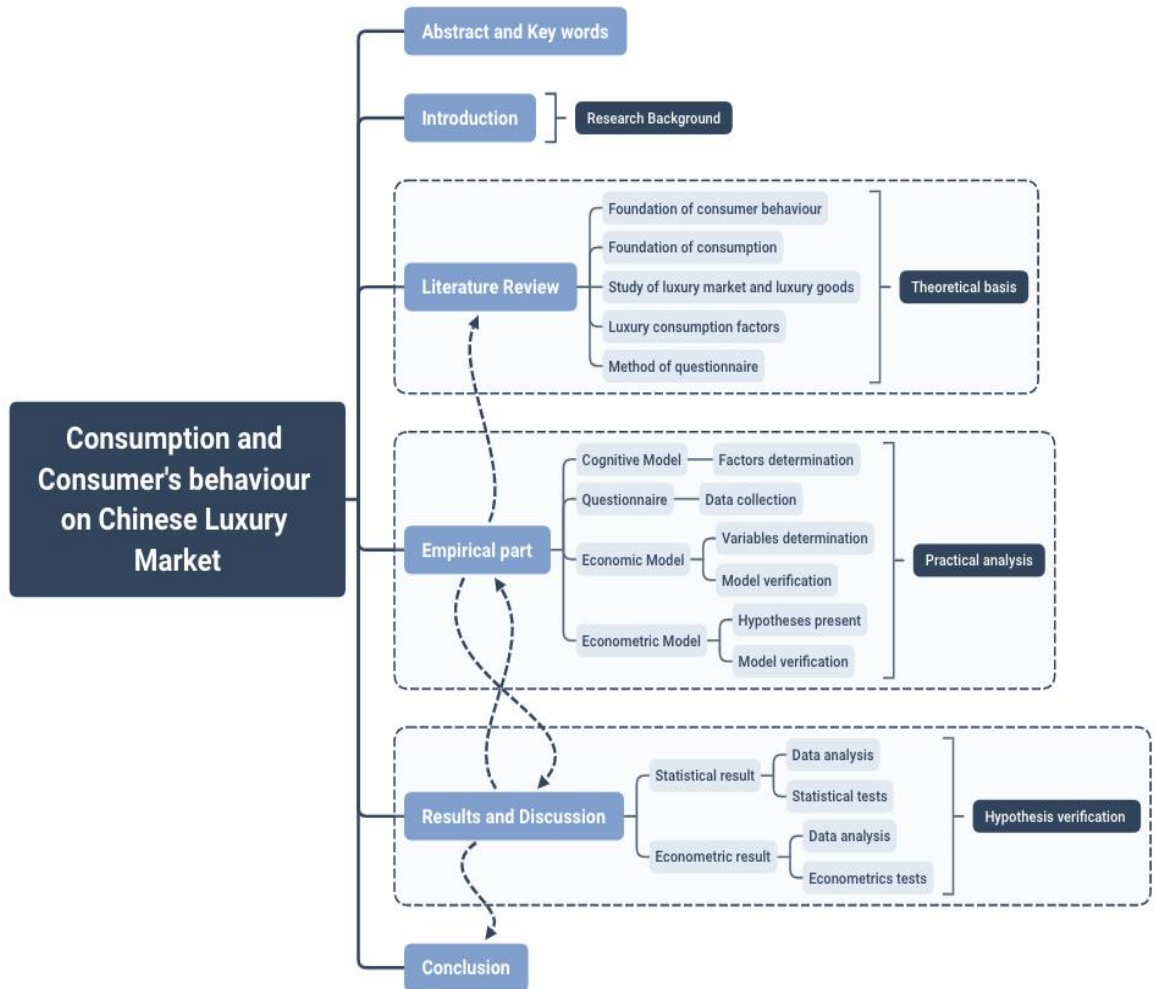 Abstract and Key words
Introduction
Research Background
Foundation of consumer behaviour
Foundation of consumption
Literature Review
Study of luxury market and luxury goods
Theoretical basis
Luxury consumption factors
Method of questionnaire
Consumption and
Consumer's behaviour
on Chinese Luxury
Market
Cognitive Model
Factors determination
Questionnaire
Data collection
Empirical part
Economic Model
Variables determination
Model verification
Practical analysis
Econometric Model
Hypotheses present
Model verification
Results and Discussion
Statistical result
Data analysis
Statistical tests
Econometric result
Data analysis
Econometrics tests
Hypothesis verification
Conclusion